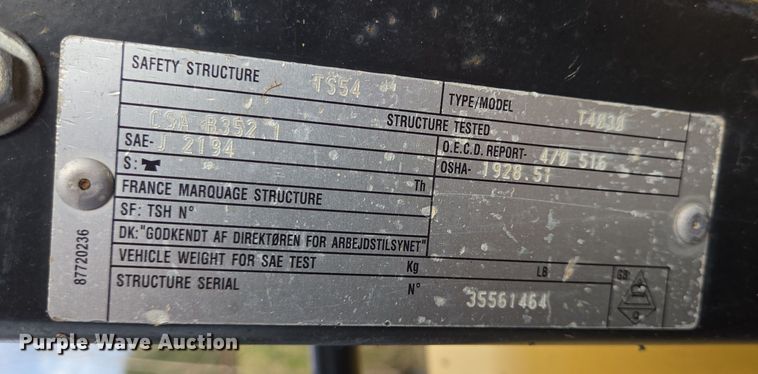 SAFETY STRUCTURE TS54
TYPE/MODEL T4030
STRUCTURE TESTED
CSA B352.1
SAE- J 2194
O.E.C.D. REPORT- 4/0 516
S:
OSHA- 1928.51
FRANCE MARQUAGE STRUCTURE Th
SF: TSH N°
DK: "GODKENDT AF DIREKTØREN FOR ARBEJDSTILSYNET"
VEHICLE WEIGHT FOR SAE TEST Kg LB
GB:
STRUCTURE SERIAL N° 35561464
87720236
Purple Wave Auction